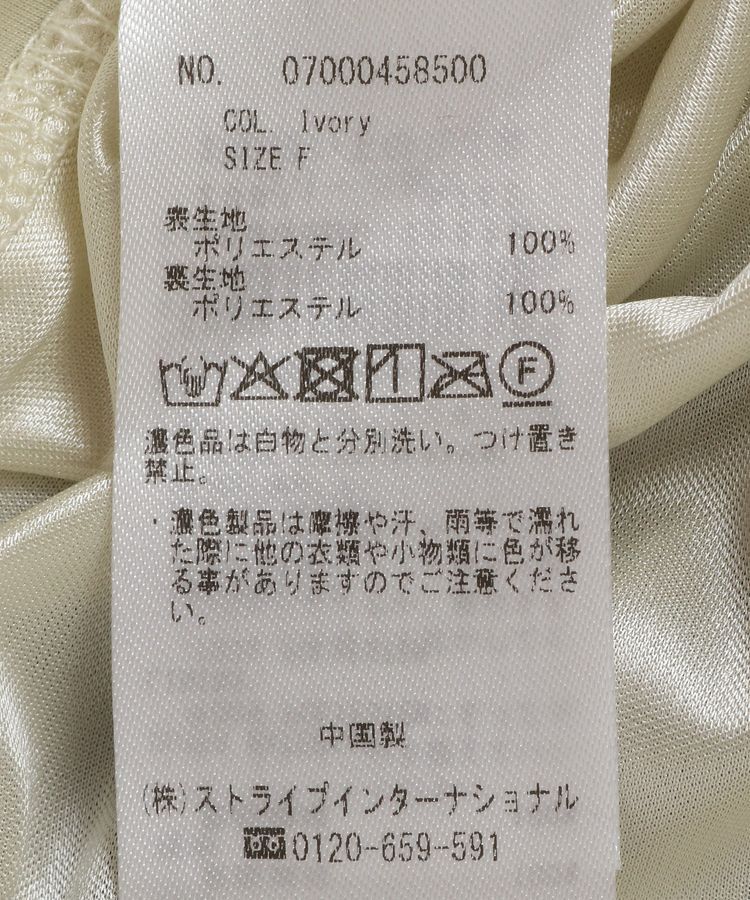 NO. 07000458500
COL. Ivory
SIZE F
表生地
ポリエステル 100%
裏生地
ポリエステル 100%
F
濃色品は白物と分別洗い。つけ置き
禁止。
・濃色製品は摩擦や汗、雨等で濡れ
た際に他の衣類や小物類に色が移
る事がありますのでご注意くださ
い。
中国製
(株)ストライプインターナショナル
0120-659-591